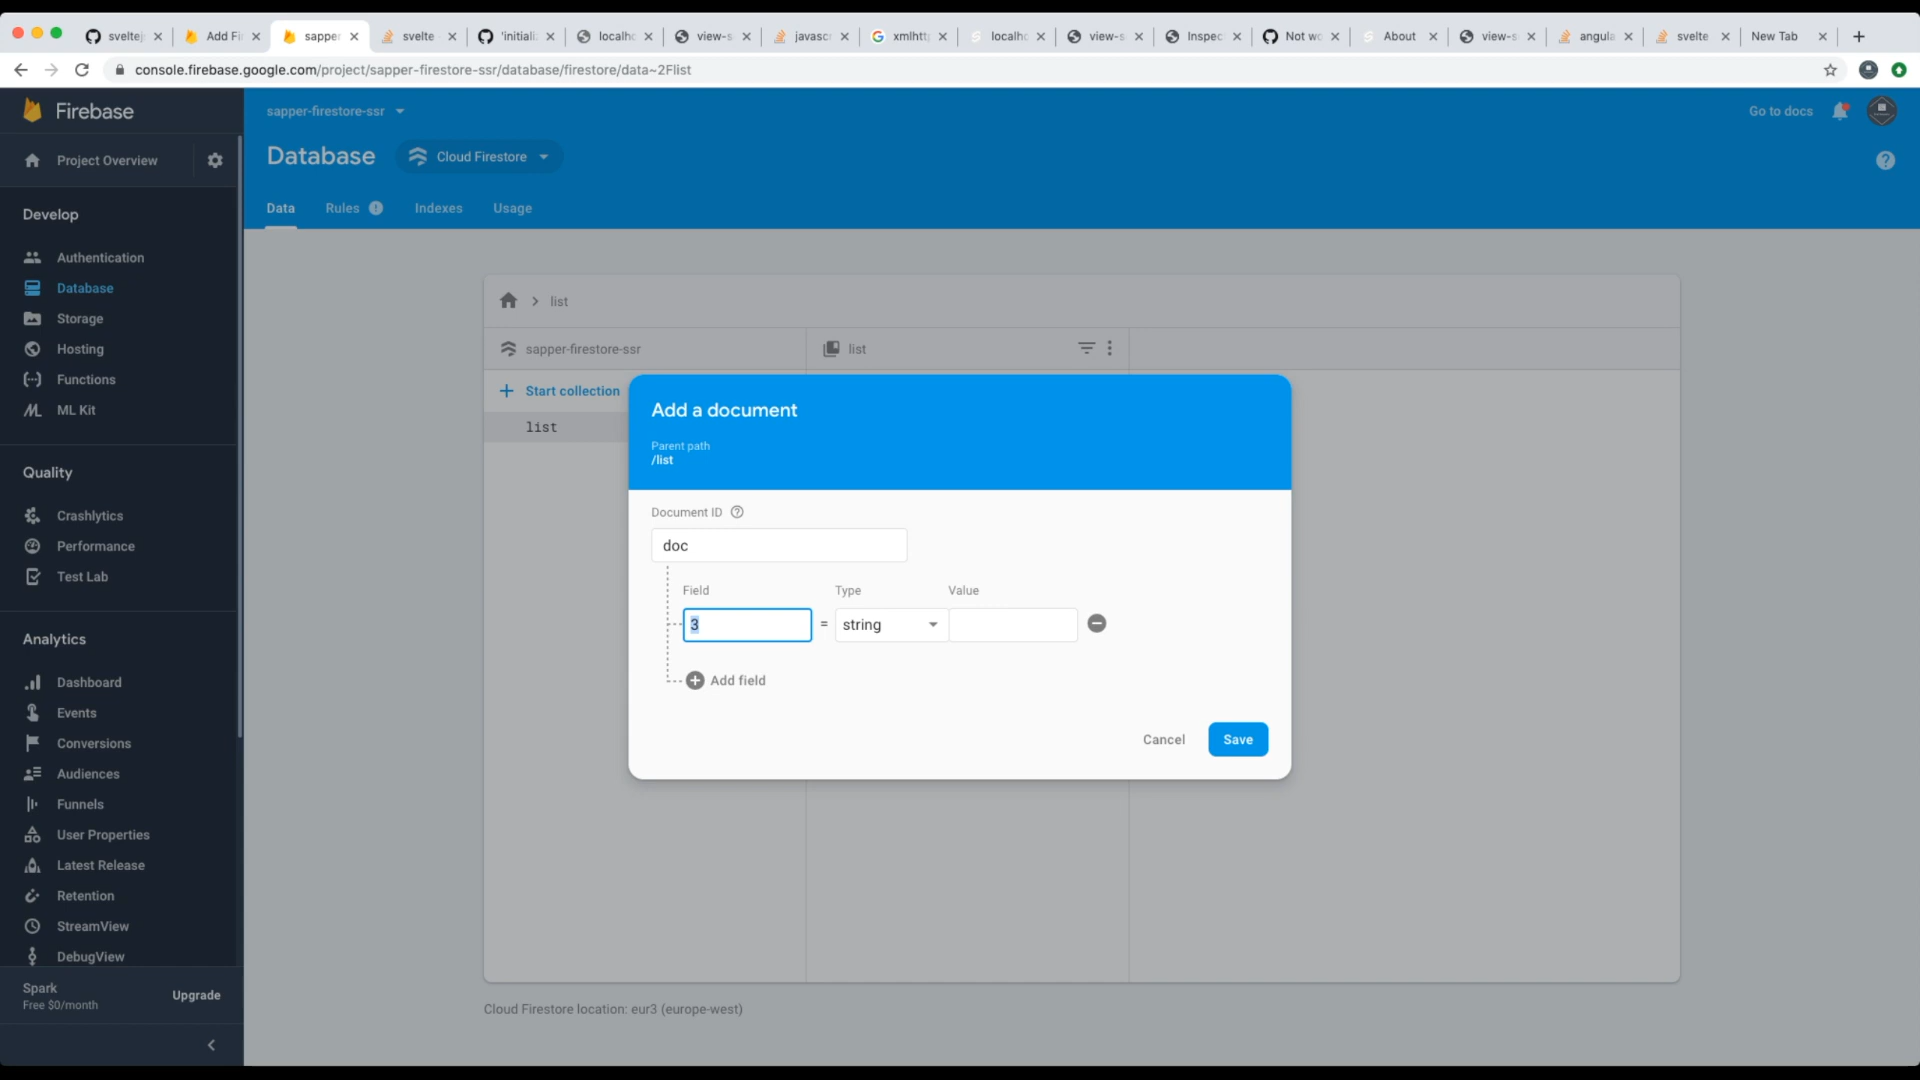 sveltej
Add Fi
sapper
svelte
'initiali
localho
view-s
javascr
xmlhtt
localho
view-s
Inspec
Not wo
About
view-s
angula
svelte
New Tab
console.firebase.google.com/project/sapper-firestore-ssr/database/firestore/data~2Flist
Firebase
sapper-firestore-ssr
Go to docs
Project Overview
Database
Cloud Firestore
Data
Rules
Indexes
Usage
Develop
Authentication
Database
Storage
Hosting
Functions
ML Kit
Quality
Crashlytics
Performance
Test Lab
Analytics
Dashboard
Events
Conversions
Audiences
Funnels
User Properties
Latest Release
Retention
StreamView
DebugView
Spark
Free $0/month
Upgrade
list
sapper-firestore-ssr
list
Start collection
list
Add a document
Parent path
/list
Document ID
doc
Field
Type
Value
3
=
string
Add field
Cancel
Save
Cloud Firestore location: eur3 (europe-west)